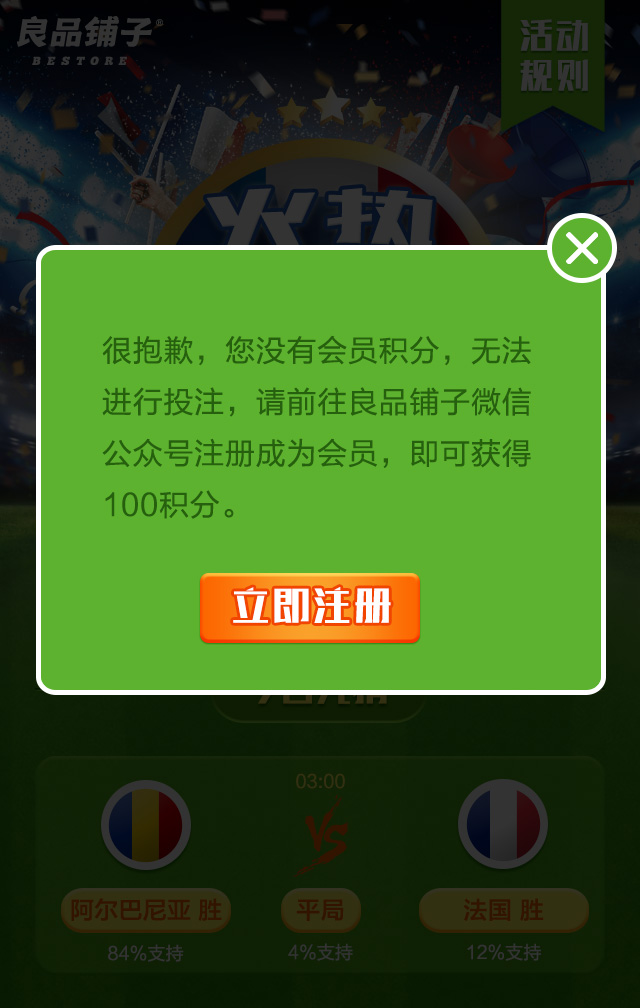 良品铺子®
BESTORE
活动
规则
火热
很抱歉，您没有会员积分，无法
进行投注，请前往良品铺子微信
公众号注册成为会员，即可获得
100积分。
立即注册
03:00
VS
阿尔巴尼亚 胜
平局
法国 胜
84%支持
4%支持
12%支持